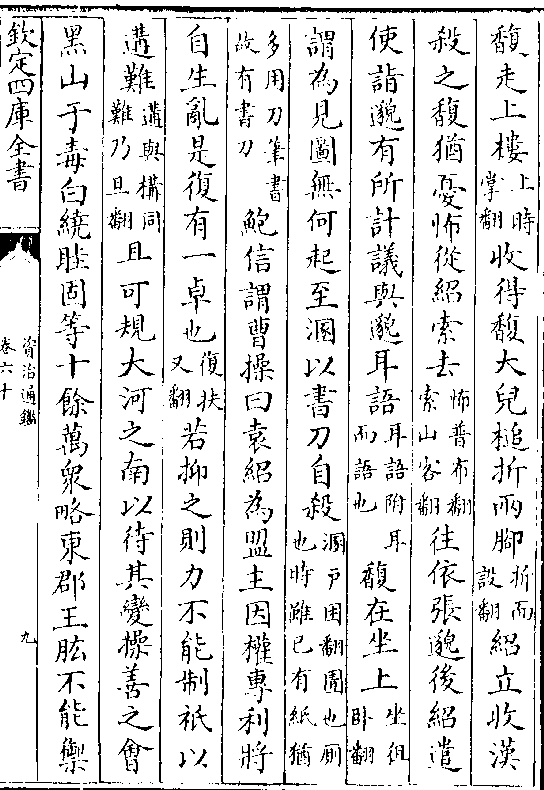 馥走上樓上時掌翻收得馥大兒槌折兩腳折而設翻紹立收漢
殺之馥猶憂怖從紹索去怖普布翻索山客翻往依張邈後紹遣
使詣邈有所計議與邈耳語耳語附耳而語也馥在坐上坐徂卧翻
謂為見圖無何起至溷以書刀自殺溷戸困翻圊也厠也時雖已有紙猶
多用刀筆書故有書刀鮑信謂曹操曰袁紹為盟主因權專利將
自生亂是復有一卓也復扶又翻若抑之則力不能制祇以
遘難遘與構同難乃旦翻且可規大河之南以待其變操善之會
黑山于毒白繞眭固等十餘萬衆略東郡王肱不能禦
欽定四庫全書
資治通鑑
卷六十
九